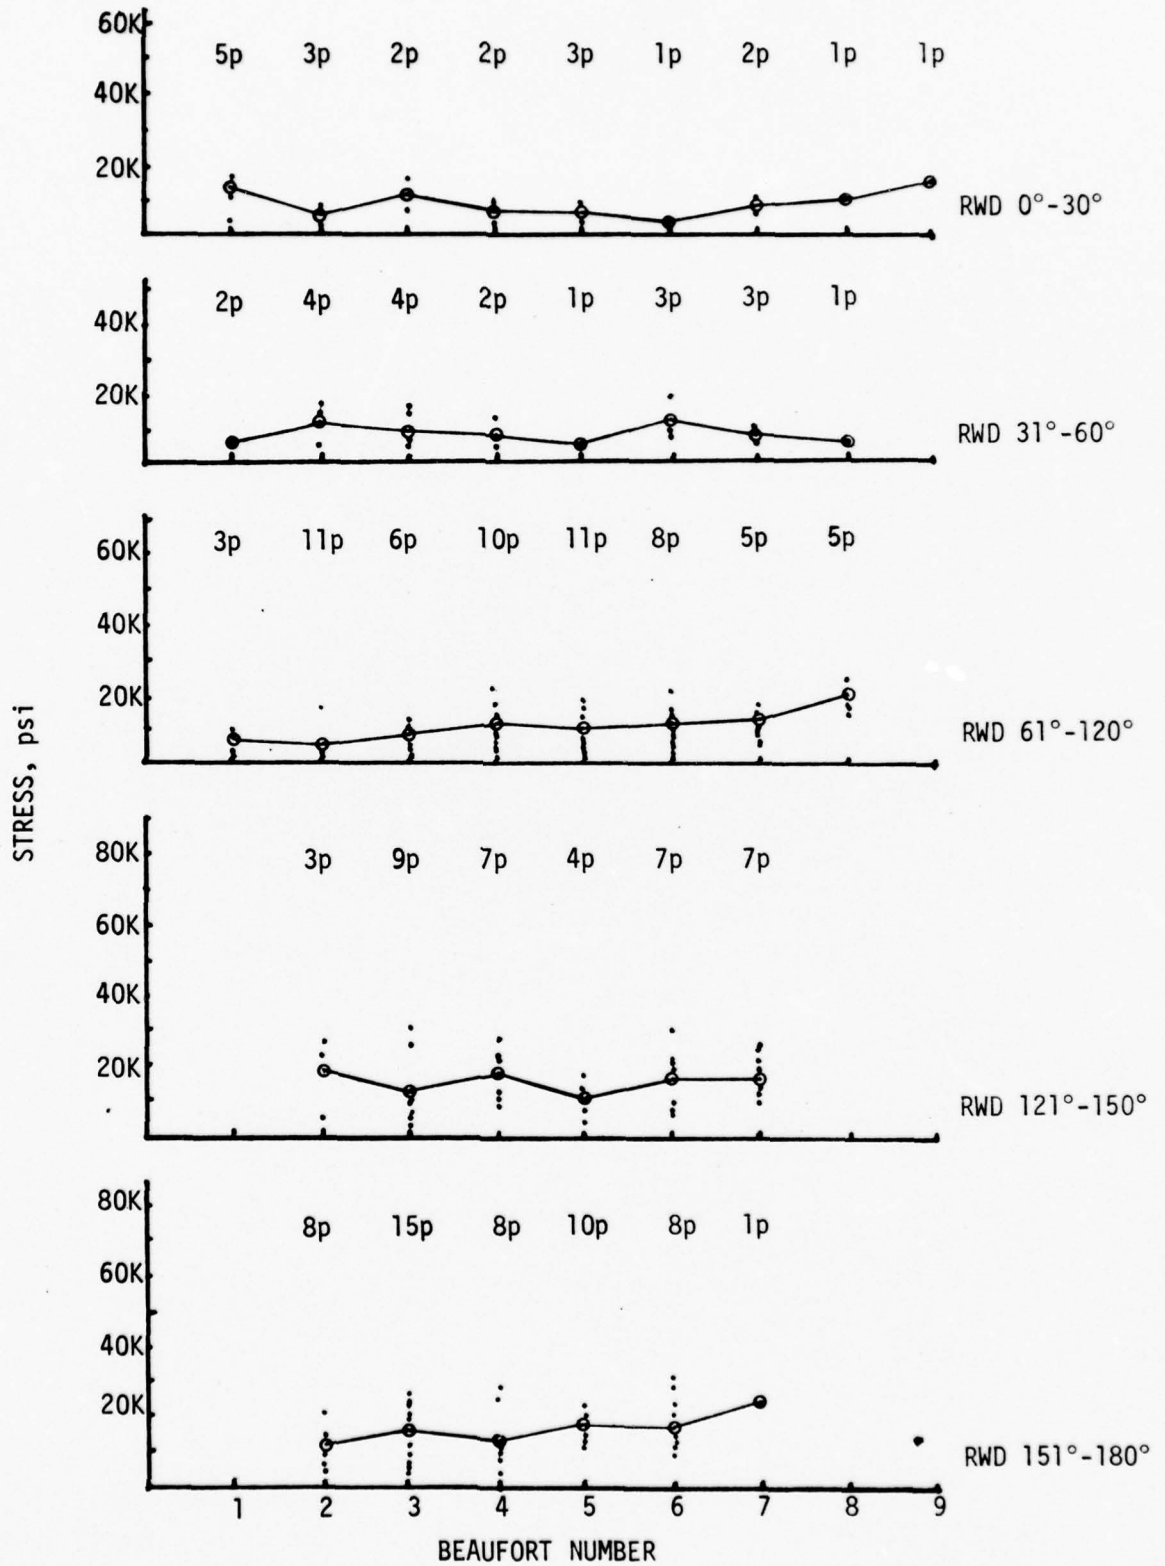 60K
5p 3p 2p 2p 3p 1p 2p 1p 1p
40K
20K
RWD 0°-30°
2p 4p 4p 2p 1p 3p 3p 1p
40K
20K
RWD 31°-60°
3p 11p 6p 10p 11p 8p 5p 5p
60K
40K
20K
RWD 61°-120°
STRESS, psi
80K
3p 9p 7p 4p 7p 7p
60K
40K
20K
RWD 121°-150°
80K
8p 15p 8p 10p 8p 1p
60K
40K
20K
RWD 151°-180°
1 2 3 4 5 6 7 8 9
BEAUFORT NUMBER